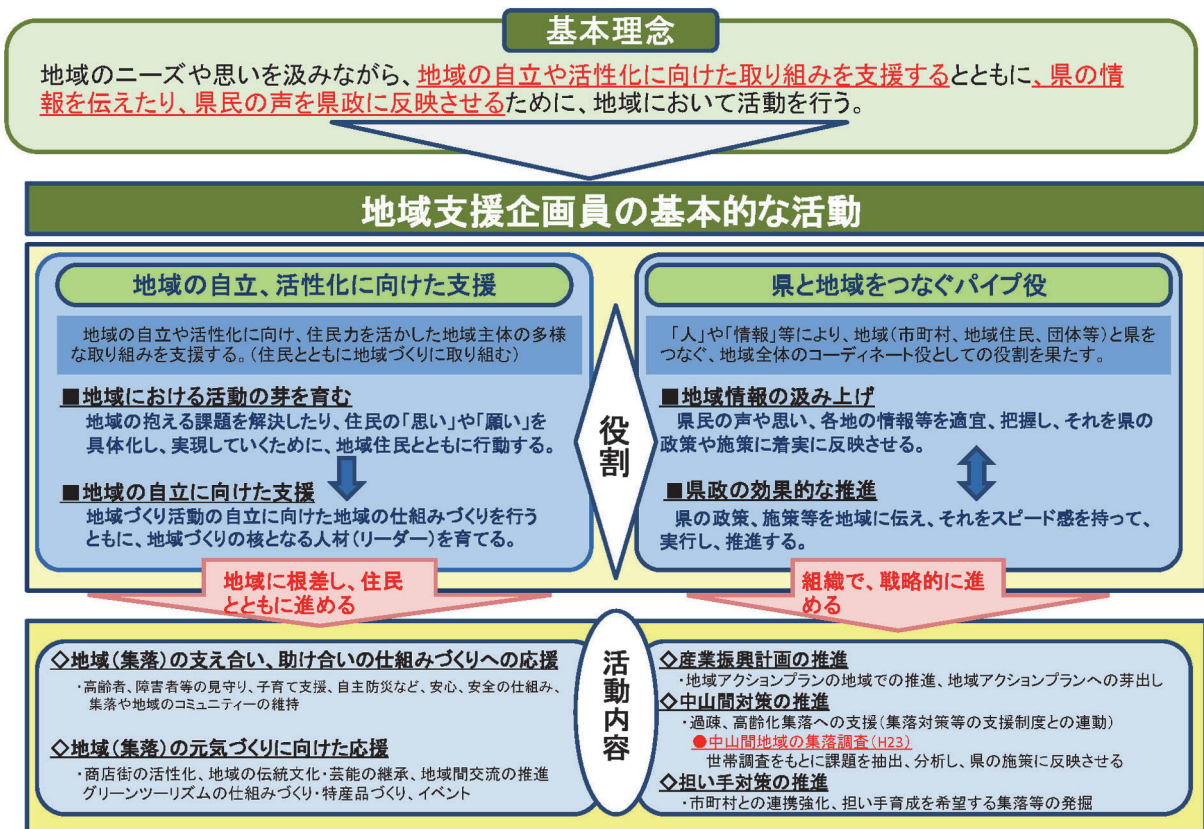 基本理念
地域のニーズや思いを汲みながら、地域の自立や活性化に向けた取り組みを支援するとともに、県の情
報を伝えたり、県民の声を県政に反映させるために、地域において活動を行う。
地域支援企画員の基本的な活動
地域の自立、活性化に向けた支援
地域の自立や活性化に向け、住民力を活かした地域主体の多様
な取り組みを支援する。(住民とともに地域づくりに取り組む)
■地域における活動の芽を育む
地域の抱える課題を解決したり、住民の「思い」や「願い」を
具体化し、実現していくために、地域住民とともに行動する。
■地域の自立に向けた支援
地域づくり活動の自立に向けた地域の仕組みづくりを行う
ともに、地域づくりの核となる人材(リーダー)を育てる。
役割
県と地域をつなぐパイプ役
「人」や「情報」等により、地域(市町村、地域住民、団体等)と県を
つなぐ、地域全体のコーディネート役としての役割を果たす。
■地域情報の汲み上げ
県民の声や思い、各地の情報等を適宜、把握し、それを県の
政策や施策に着実に反映させる。
■県政の効果的な推進
県の政策、施策等を地域に伝え、それをスピード感を持って、
実行し、推進する。
地域に根差し、住民
とともに進める
組織で、戦略的に進
める
◇地域(集落)の支え合い、助け合いの仕組みづくりへの応援
・高齢者、障害者等の見守り、子育て支援、自主防災など、安心、安全の仕組み、
集落や地域のコミュニティーの維持
◇地域(集落)の元気づくりに向けた応援
・商店街の活性化、地域の伝統文化・芸能の継承、地域間交流の推進
グリーンツーリズムの仕組みづくり・特産品づくり、イベント
活動内容
◇産業振興計画の推進
・地域アクションプランの地域での推進、地域アクションプランへの芽出し
◇中山間対策の推進
・過疎、高齢化集落への支援(集落対策等の支援制度との連動)
●中山間地域の集落調査(H23)
世帯調査をもとに課題を抽出、分析し、県の施策に反映させる
◇担い手対策の推進
・市町村との連携強化、担い手育成を希望する集落等の発掘